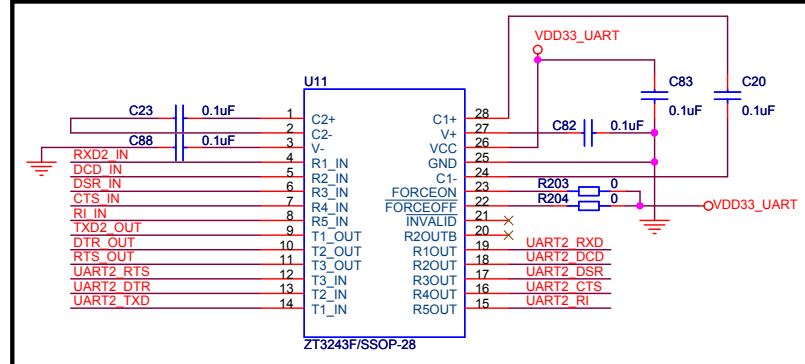 VDD33_UART
U11
C83
C20
C23 0.1uF
1 C2+ C1+ 28
0.1uF
0.1uF
2 C2- V+ 27 C82 0.1uF
C88 0.1uF
3 V- VCC 26
RXD2_IN 4 R1_IN GND 25
DCD_IN 5 R2_IN C1- 24
DSR_IN 6 R3_IN FORCEON 23 R203 0
CTS_IN 7 R4_IN FORCEOFF 22 R204 0
VDD33_UART
RI_IN 8 R5_IN INVALID 21
TXD2_OUT 9 T1_OUT R2OUTB 20
DTR_OUT 10 T2_OUT R1OUT 19 UART2_RXD
RTS_OUT 11 T3_OUT R2OUT 18 UART2_DCD
UART2_RTS 12 T3_IN R3OUT 17 UART2_DSR
UART2_DTR 13 T2_IN R4OUT 16 UART2_CTS
UART2_TXD 14 T1_IN R5OUT 15 UART2_RI
ZT3243F/SSOP-28